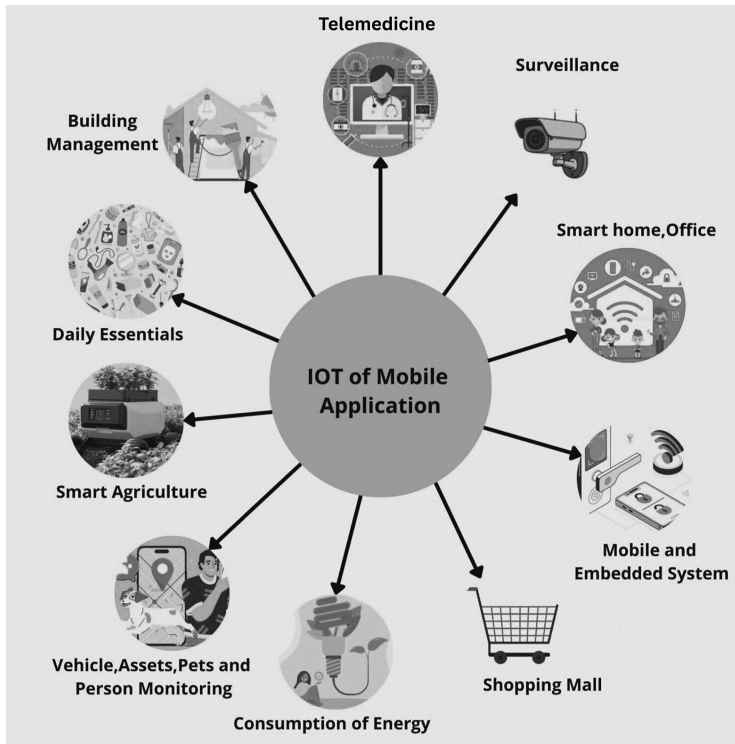 Telemedicine
Surveillance
Building
Management
Smart home,Office
Daily Essentials
IOT of Mobile
Application
Smart Agriculture
Mobile and
Embedded System
Vehicle,Assets,Pets and
Person Monitoring
Shopping Mall
Consumption of Energy